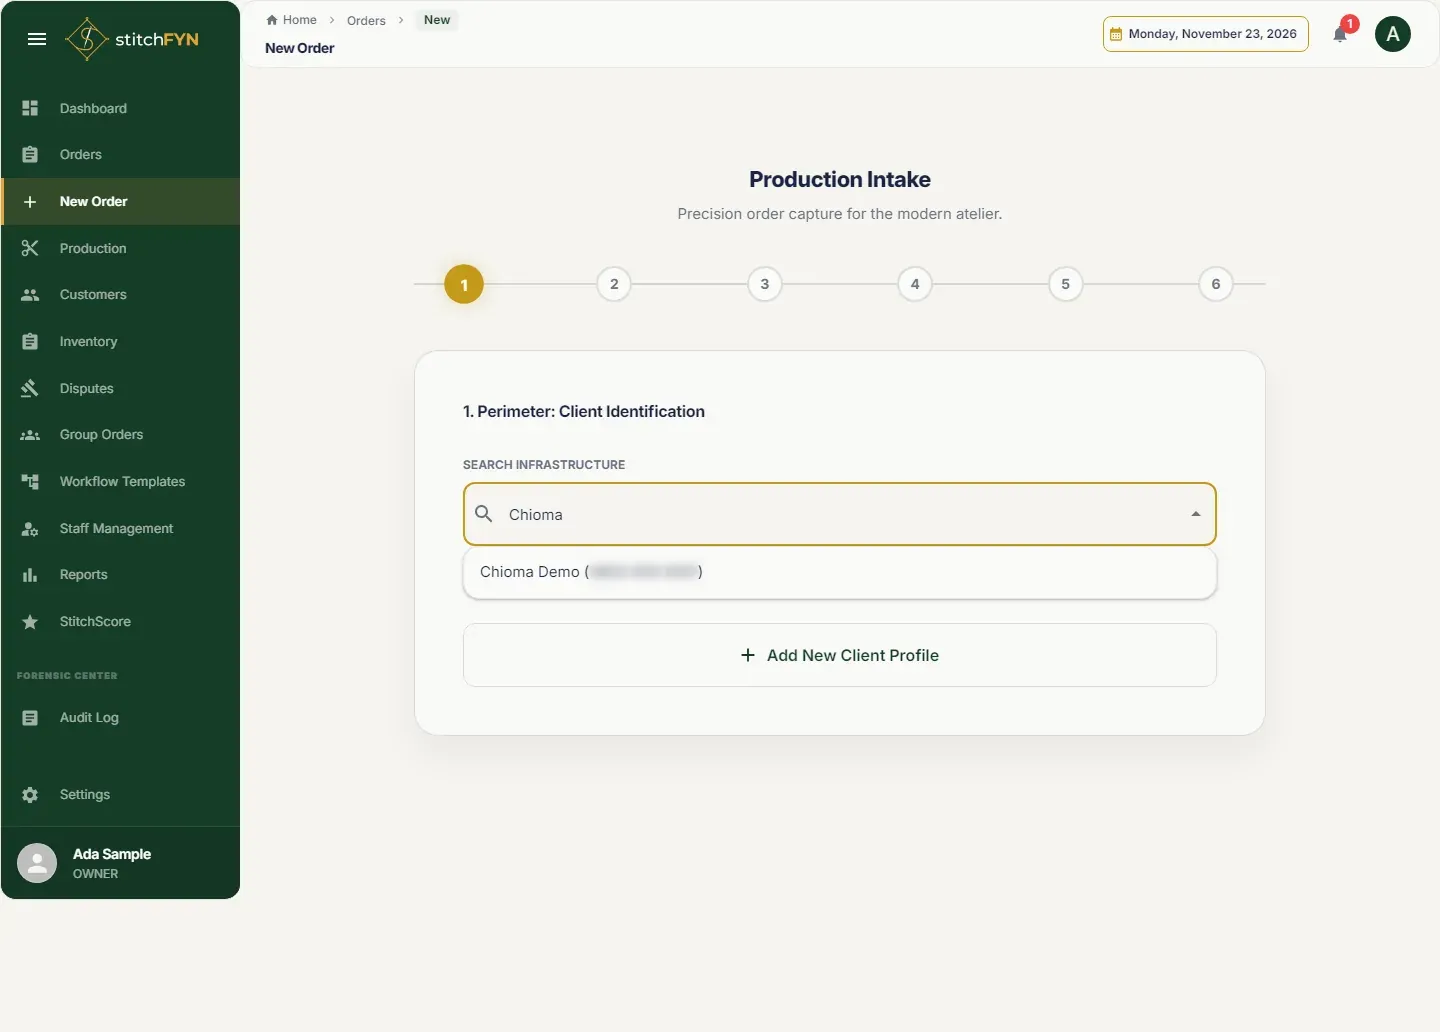 stitchFYN
Dashboard
Orders
New Order
Production
Customers
Inventory
Disputes
Group Orders
Workflow Templates
Staff Management
Reports
StitchScore
FORENSIC CENTER
Audit Log
Settings
Ada Sample
OWNER
Home > Orders > New
New Order
Monday, November 23, 2026
1
A
Production Intake
Precision order capture for the modern atelier.
1 2 3 4 5 6
1. Perimeter: Client Identification
SEARCH INFRASTRUCTURE
Chioma
Chioma Demo ( )
+ Add New Client Profile